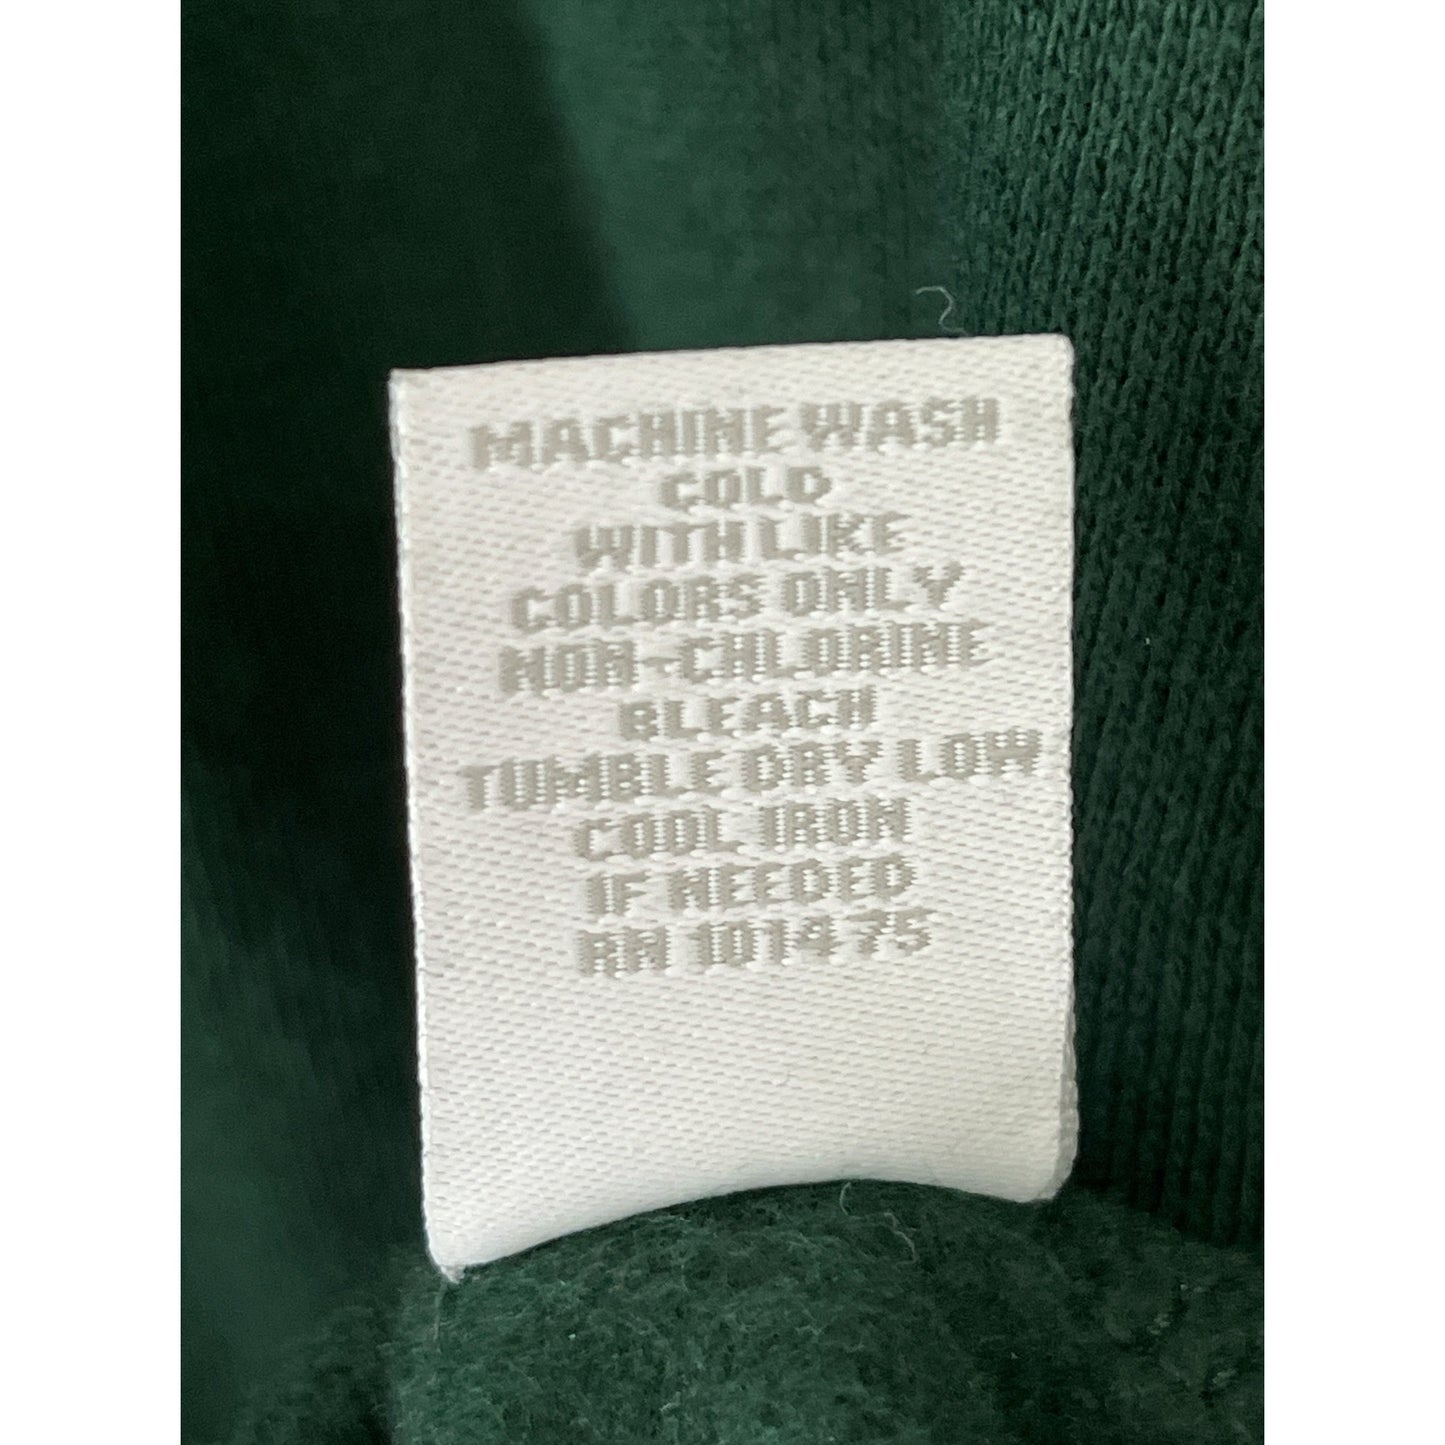 MACHINE WASH
COLD
WITH LIKE
COLORS ONLY
NON-CHLORINE
BLEACH
TUMBLE DRY LOW
COOL IRON
IF NEEDED
RN 101475